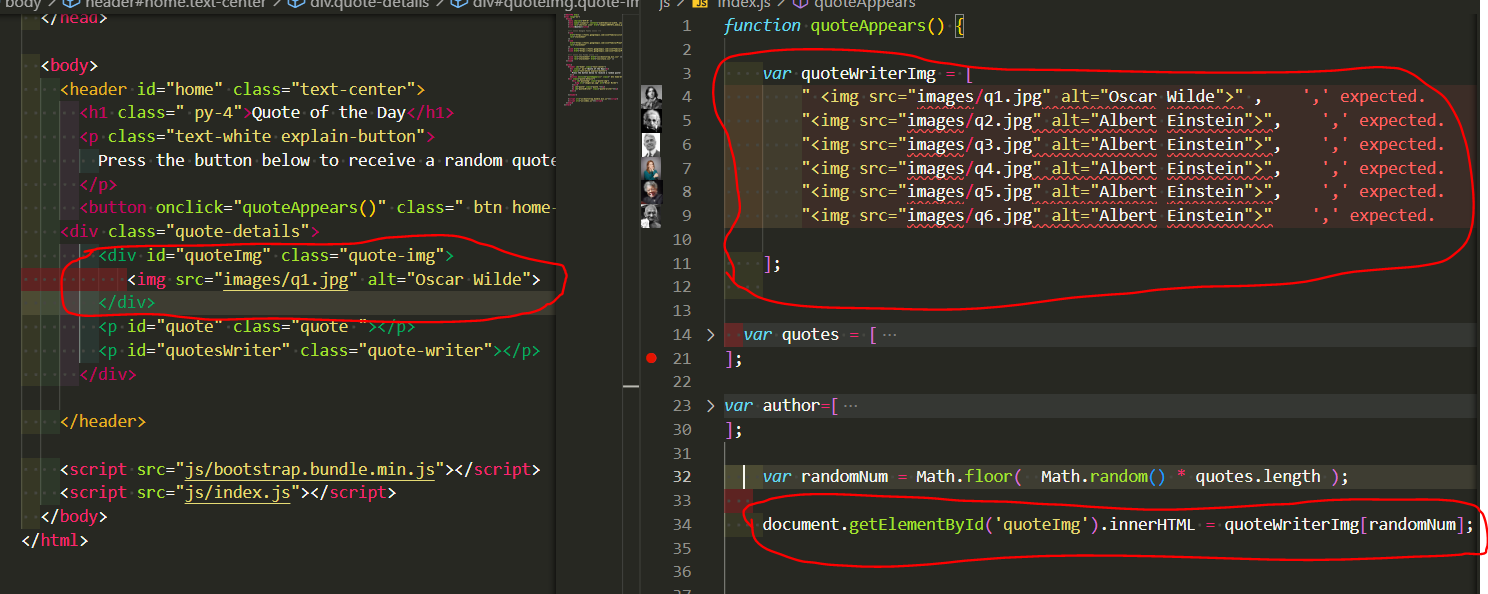 body > header#home.text-center > div.quote-details > div#quoteImg.quote-im
</head>
<body>
<header id="home" class="text-center">
<h1 class=" py-4">Quote of the Day</h1>
<p class="text-white explain-button">
Press the button below to receive a random quote
</p>
<button onclick="quoteAppears()" class=" btn home-
<div class="quote-details">
<div id="quoteImg" class="quote-img">
<img src="images/q1.jpg" alt="Oscar Wilde">
</div>
<p id="quote" class="quote "></p>
<p id="quotesWriter" class="quote-writer"></p>
</div>
</header>
<script src="js/bootstrap.bundle.min.js"></script>
<script src="js/index.js"></script>
</body>
</html>
js > JS index.js > quoteAppears
1 function quoteAppears() {
2
3 var quoteWriterImg = [
4 " <img src="images/q1.jpg" alt="Oscar Wilde">" , ',' expected.
5 "<img src="images/q2.jpg" alt="Albert Einstein">", ',' expected.
6 "<img src="images/q3.jpg" alt="Albert Einstein">", ',' expected.
7 "<img src="images/q4.jpg" alt="Albert Einstein">", ',' expected.
8 "<img src="images/q5.jpg" alt="Albert Einstein">", ',' expected.
9 "<img src="images/q6.jpg" alt="Albert Einstein">" ',' expected.
10
11 ];
12
13
14 > var quotes = [ ···
21 ];
22
23 > var author=[ ···
30 ];
31
32 var randomNum = Math.floor( Math.random() * quotes.length );
33
34 document.getElementById('quoteImg').innerHTML = quoteWriterImg[randomNum];
35
36
37